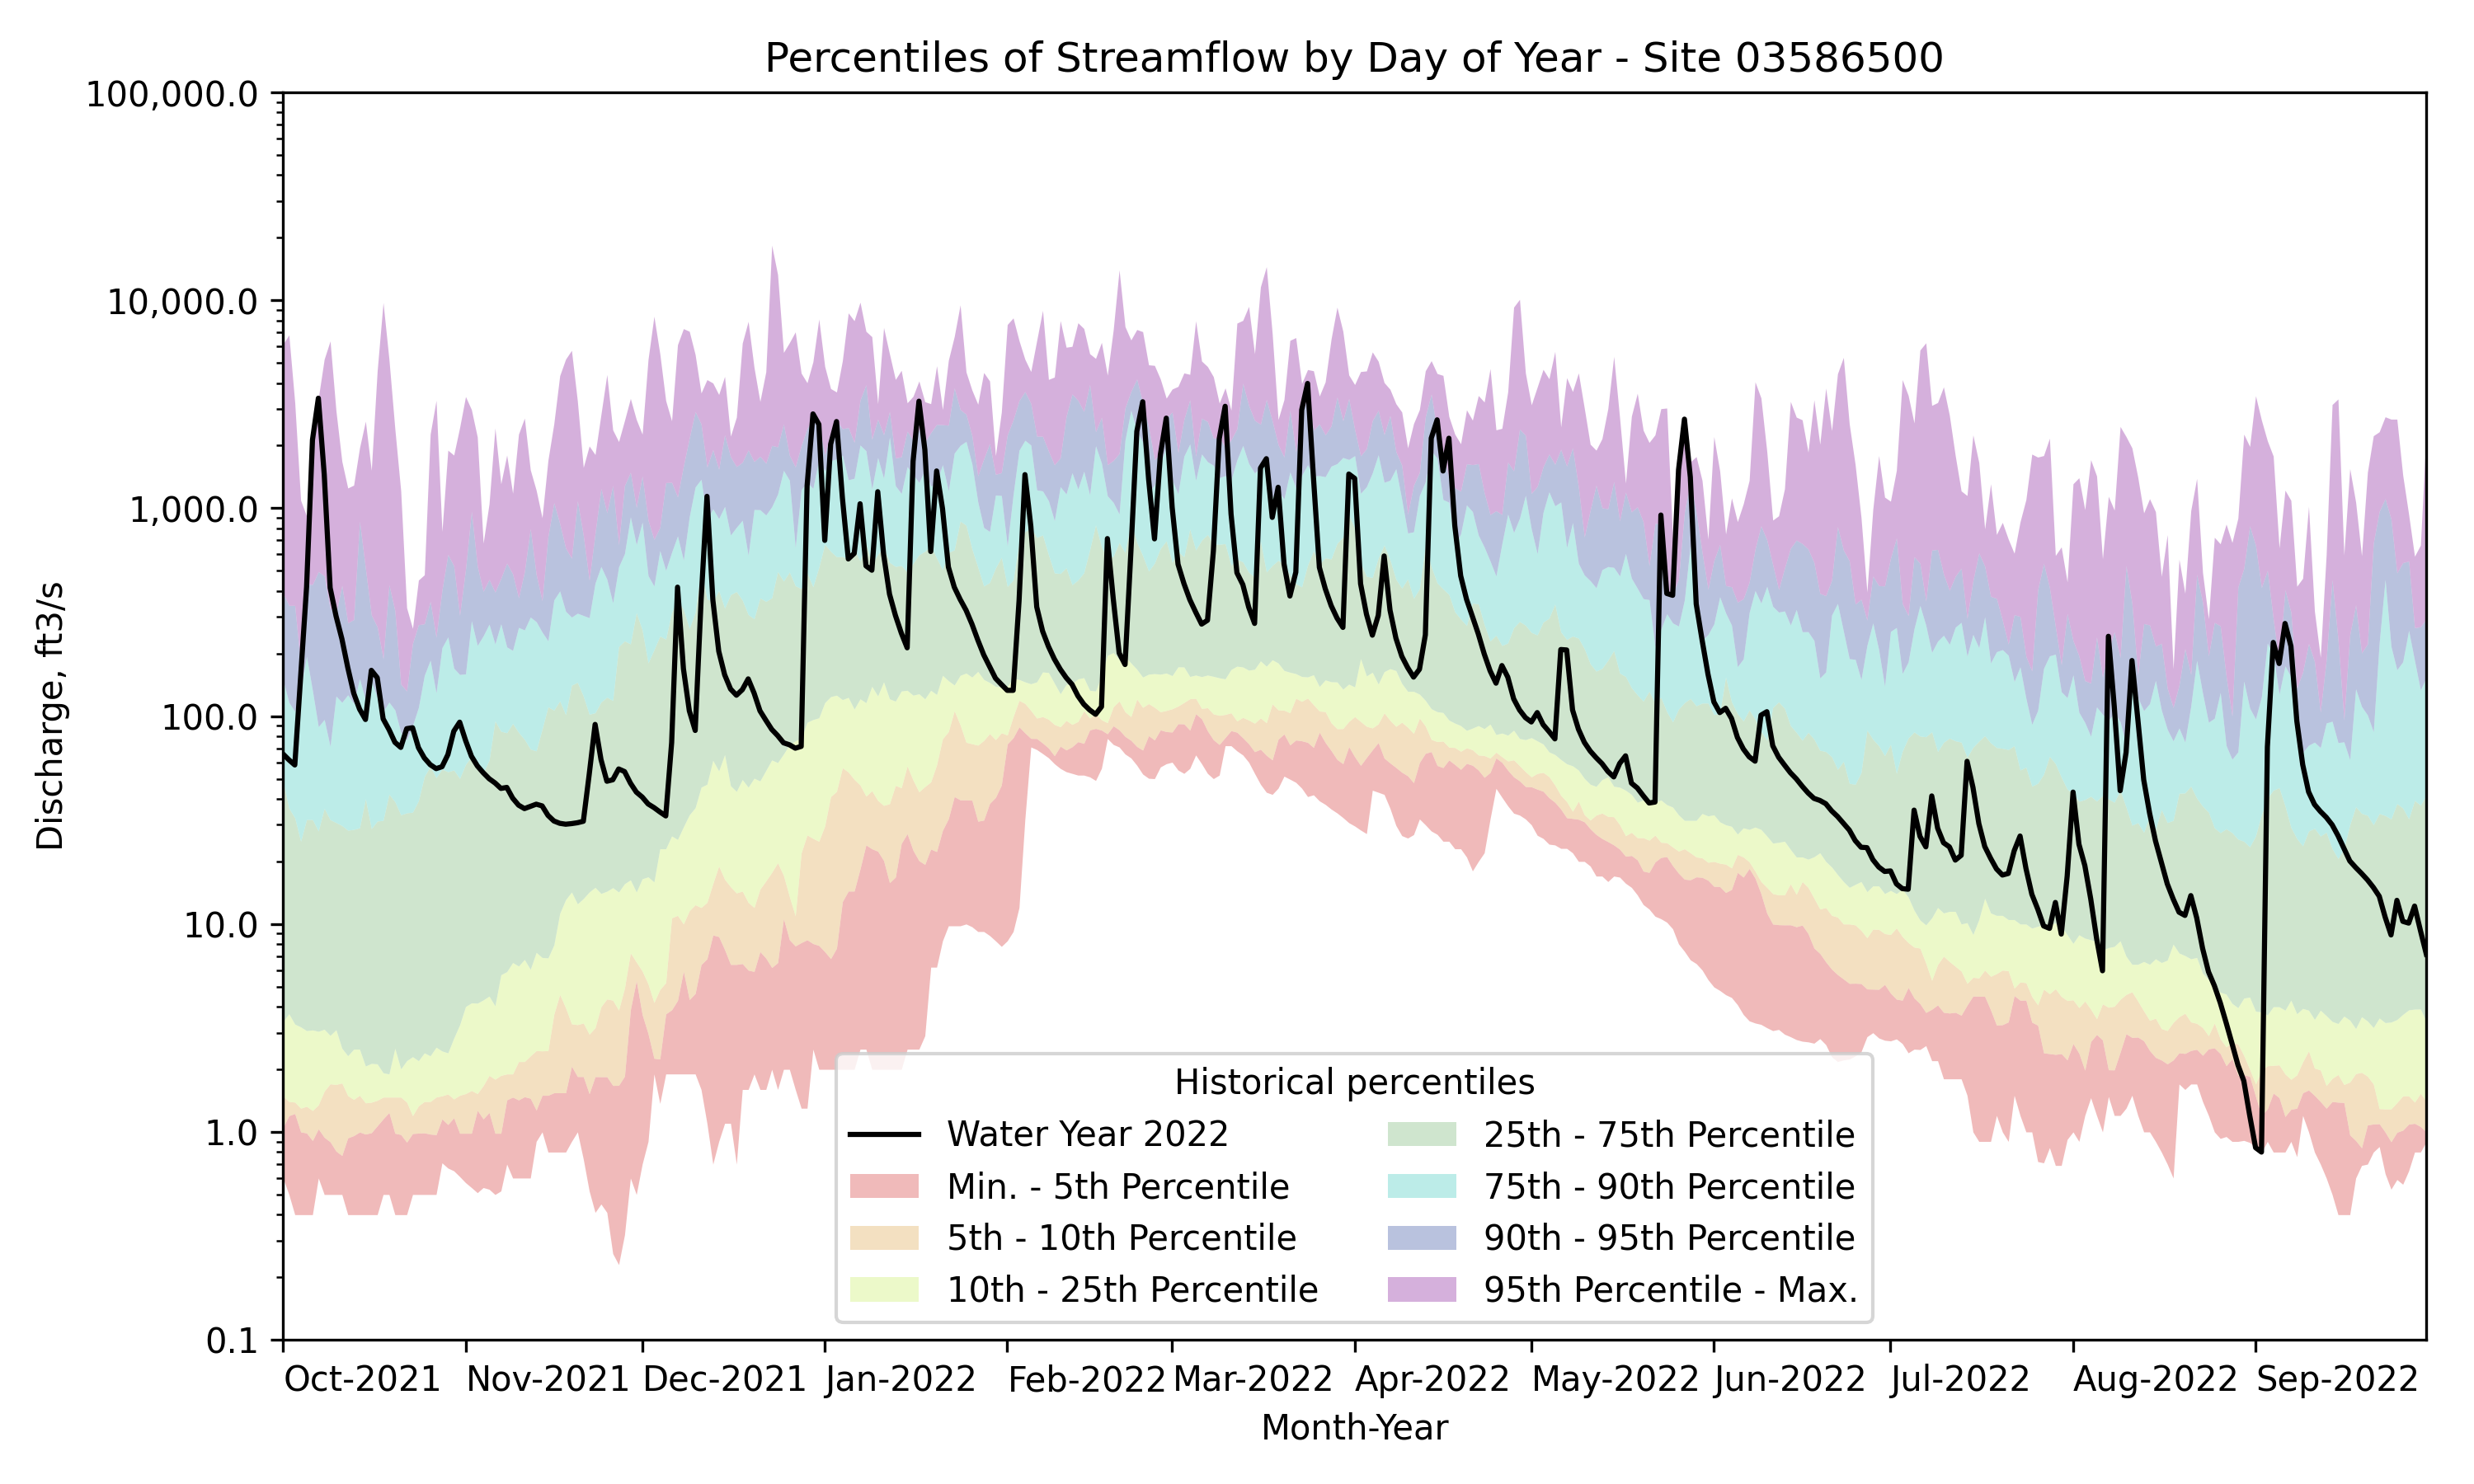 Percentiles of Streamflow by Day of Year - Site 03586500
100,000.0
10,000.0
1,000.0
100.0
10.0
1.0
0.1
Discharge, ft3/s
Historical percentiles
Water Year 2022
Min. - 5th Percentile
5th - 10th Percentile
10th - 25th Percentile
25th - 75th Percentile
75th - 90th Percentile
90th - 95th Percentile
95th Percentile - Max.
Oct-2021 Nov-2021 Dec-2021 Jan-2022 Feb-2022 Mar-2022 Apr-2022 May-2022 Jun-2022 Jul-2022 Aug-2022 Sep-2022
Month-Year